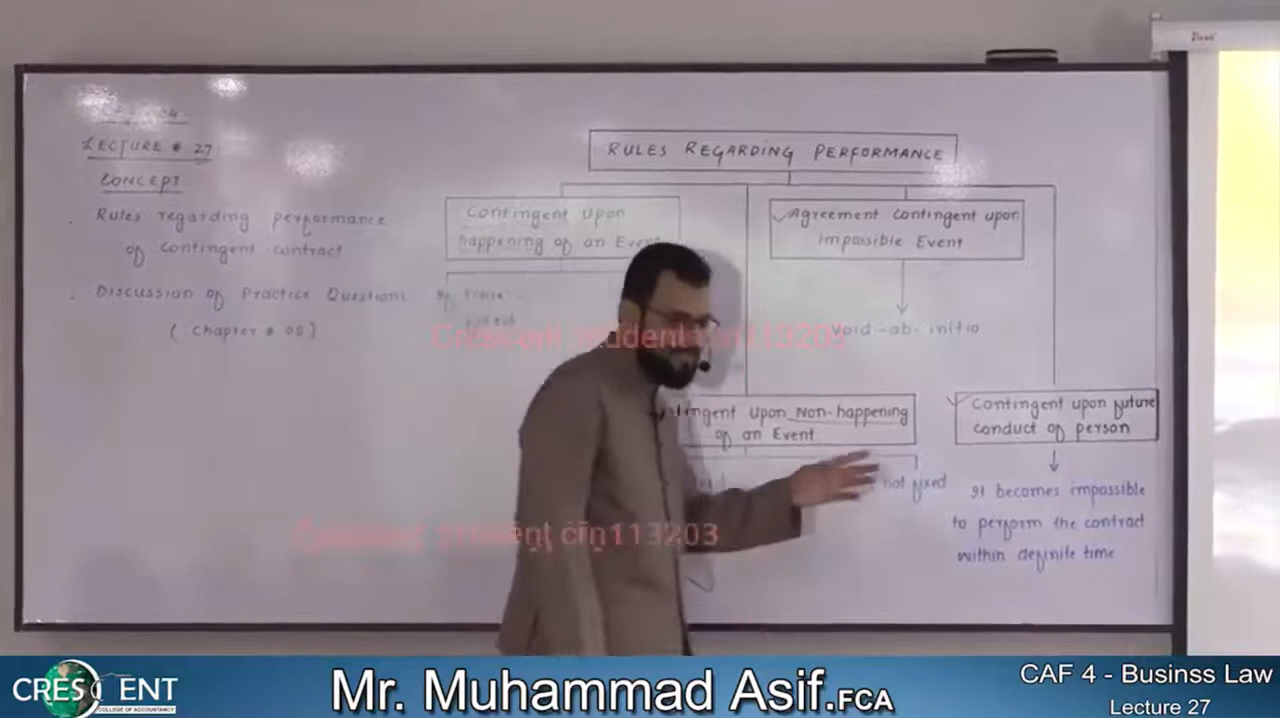 LECTURE # 27
CONCEPT
. Rules regarding performance
of contingent contract
. Discussion of Practice Questions
( Chapter # 05 )
RULES REGARDING PERFORMANCE
Contingent upon
happening of an Event
If time
fixed
Agreement contingent upon
impossible Event
Void-ab-initio
upon Non-happening
of an Event
not fixed
Contingent upon future
conduct of person
It becomes impossible
to perform the contract
within definite time
Crescent student cin113203
Crescent student cin113203
CRESCENT
COLLEGE OF ACCOUNTANCY
Mr. Muhammad Asif.FCA
CAF 4 - Businss Law
Lecture 27